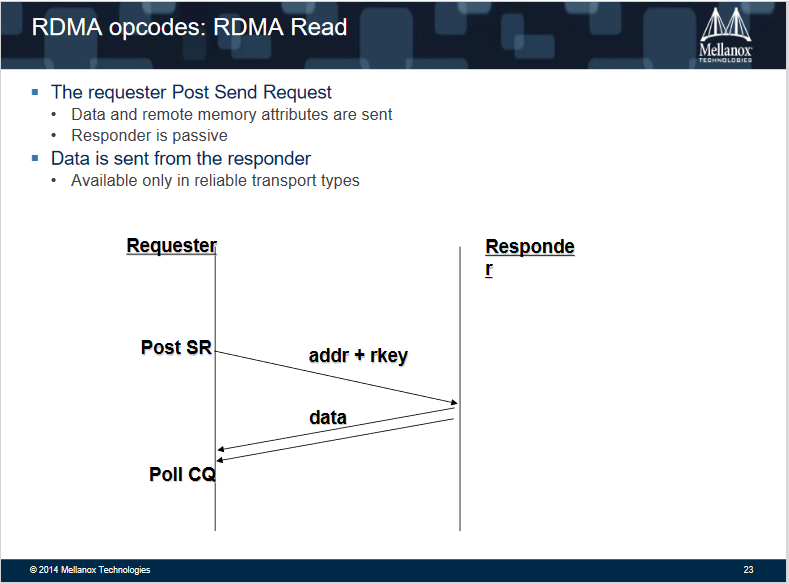 RDMA opcodes: RDMA Read
Mellanox
TECHNOLOGIES
The requester Post Send Request
• Data and remote memory attributes are sent
• Responder is passive
Data is sent from the responder
• Available only in reliable transport types
Requester
Responde
r
Post SR
addr + rkey
data
Poll CQ
© 2014 Mellanox Technologies
23